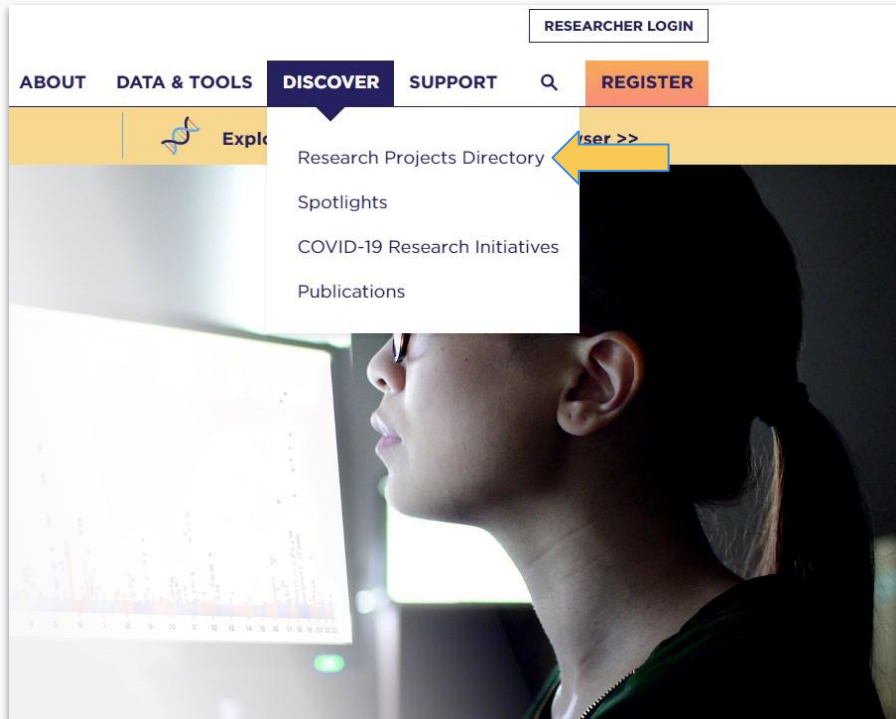 RESEARCHER LOGIN
ABOUT DATA & TOOLS DISCOVER SUPPORT REGISTER
>>
Research Projects Directory
Spotlights
COVID-19 Research Initiatives
Publications